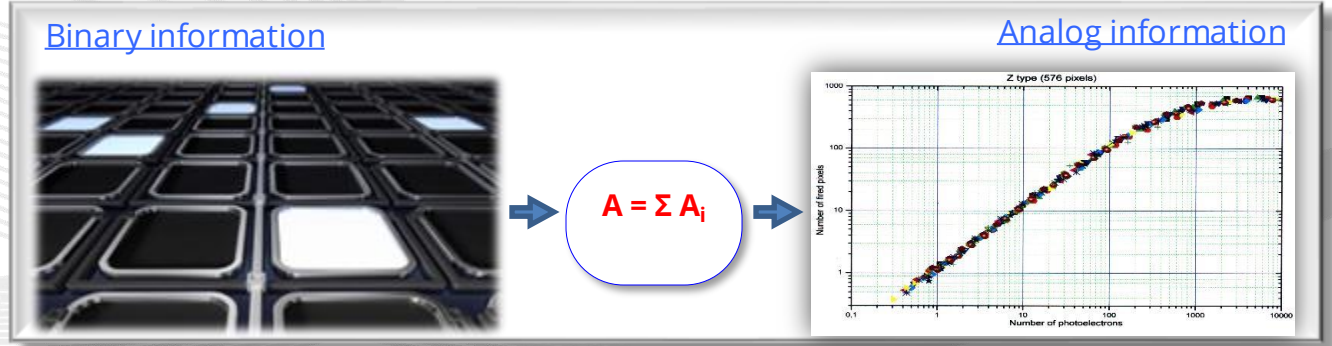 Binary information
Analog information
A = Σ Aᵢ
Z type (576 pixels)
Number of fired pixels
1000
100
10
1
0,1
1
10
100
1000
10000
Number of photoelectrons